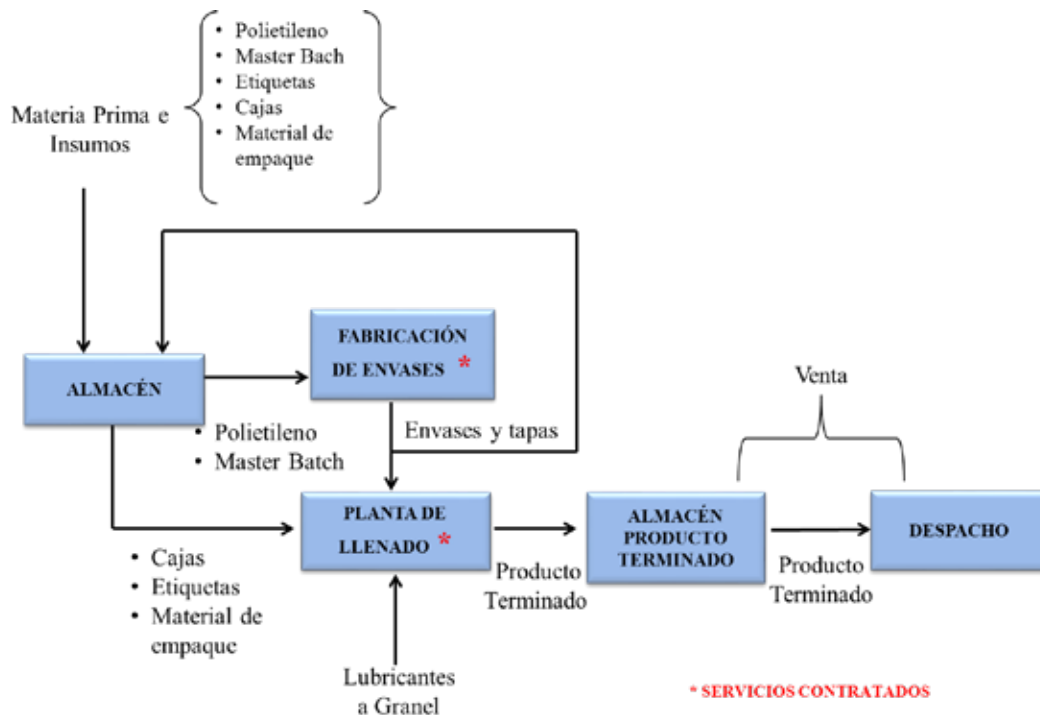 • Polietileno
• Master Bach
• Etiquetas
• Cajas
• Material de
empaque
Materia Prima e
Insumos
FABRICACIÓN
DE ENVASES *
ALMACÉN
• Polietileno
• Master Batch
Envases y tapas
Venta
PLANTA DE
LLENADO *
ALMACÉN
PRODUCTO
TERMINADO
DESPACHO
• Cajas
• Etiquetas
• Material de
empaque
Producto
Terminado
Producto
Terminado
Lubricantes
a Granel
* SERVICIOS CONTRATADOS